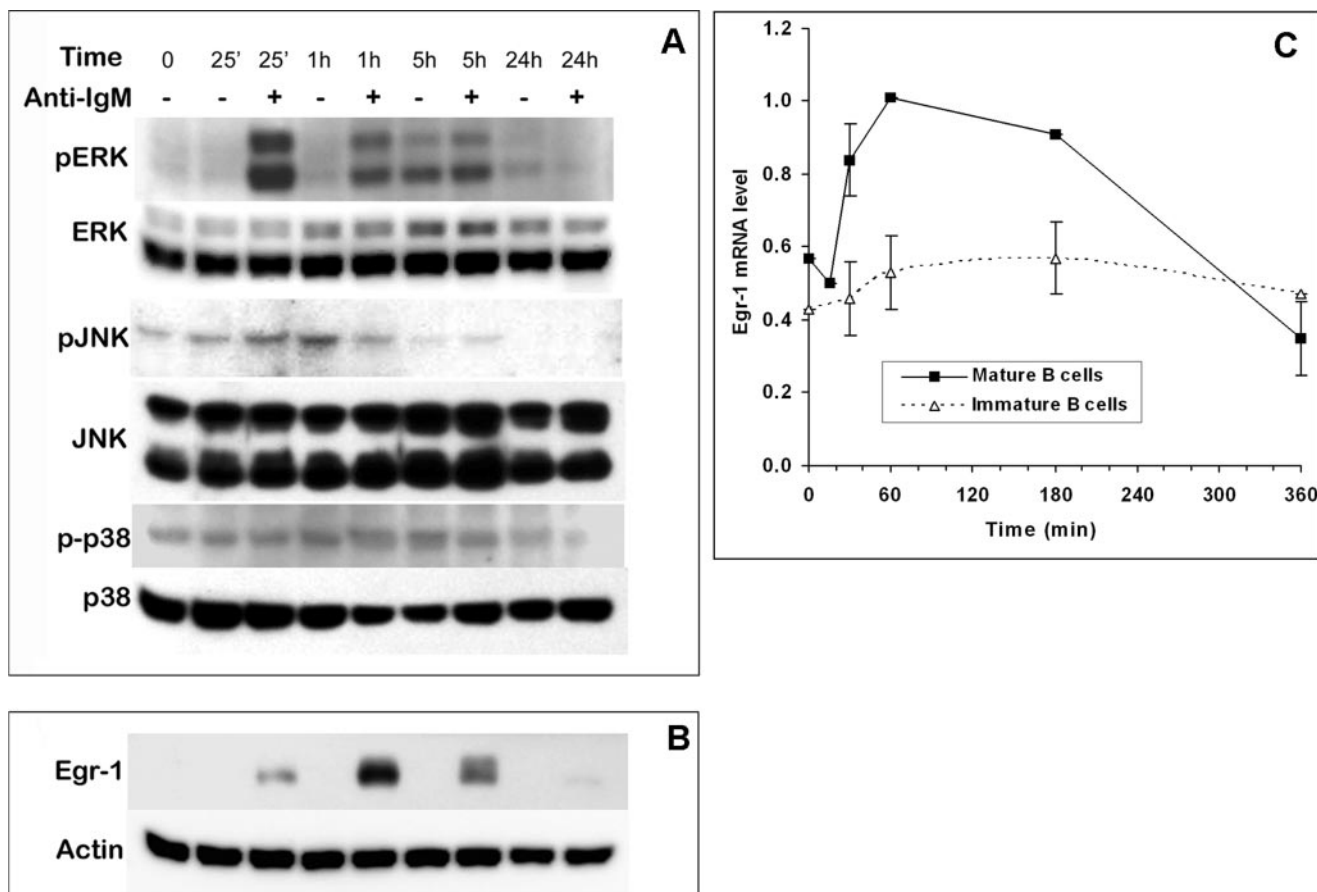 A
Time 0 25' 25' 1h 1h 5h 5h 24h 24h
Anti-IgM - - + - + - + - +
pERK
ERK
pJNK
JNK
p-p38
p38
B
Egr-1
Actin
C
Egr-1 mRNA level
1.2
1.0
0.8
0.6
0.4
0.2
0.0
Mature B cells
Immature B cells
0 60 120 180 240 300 360
Time (min)